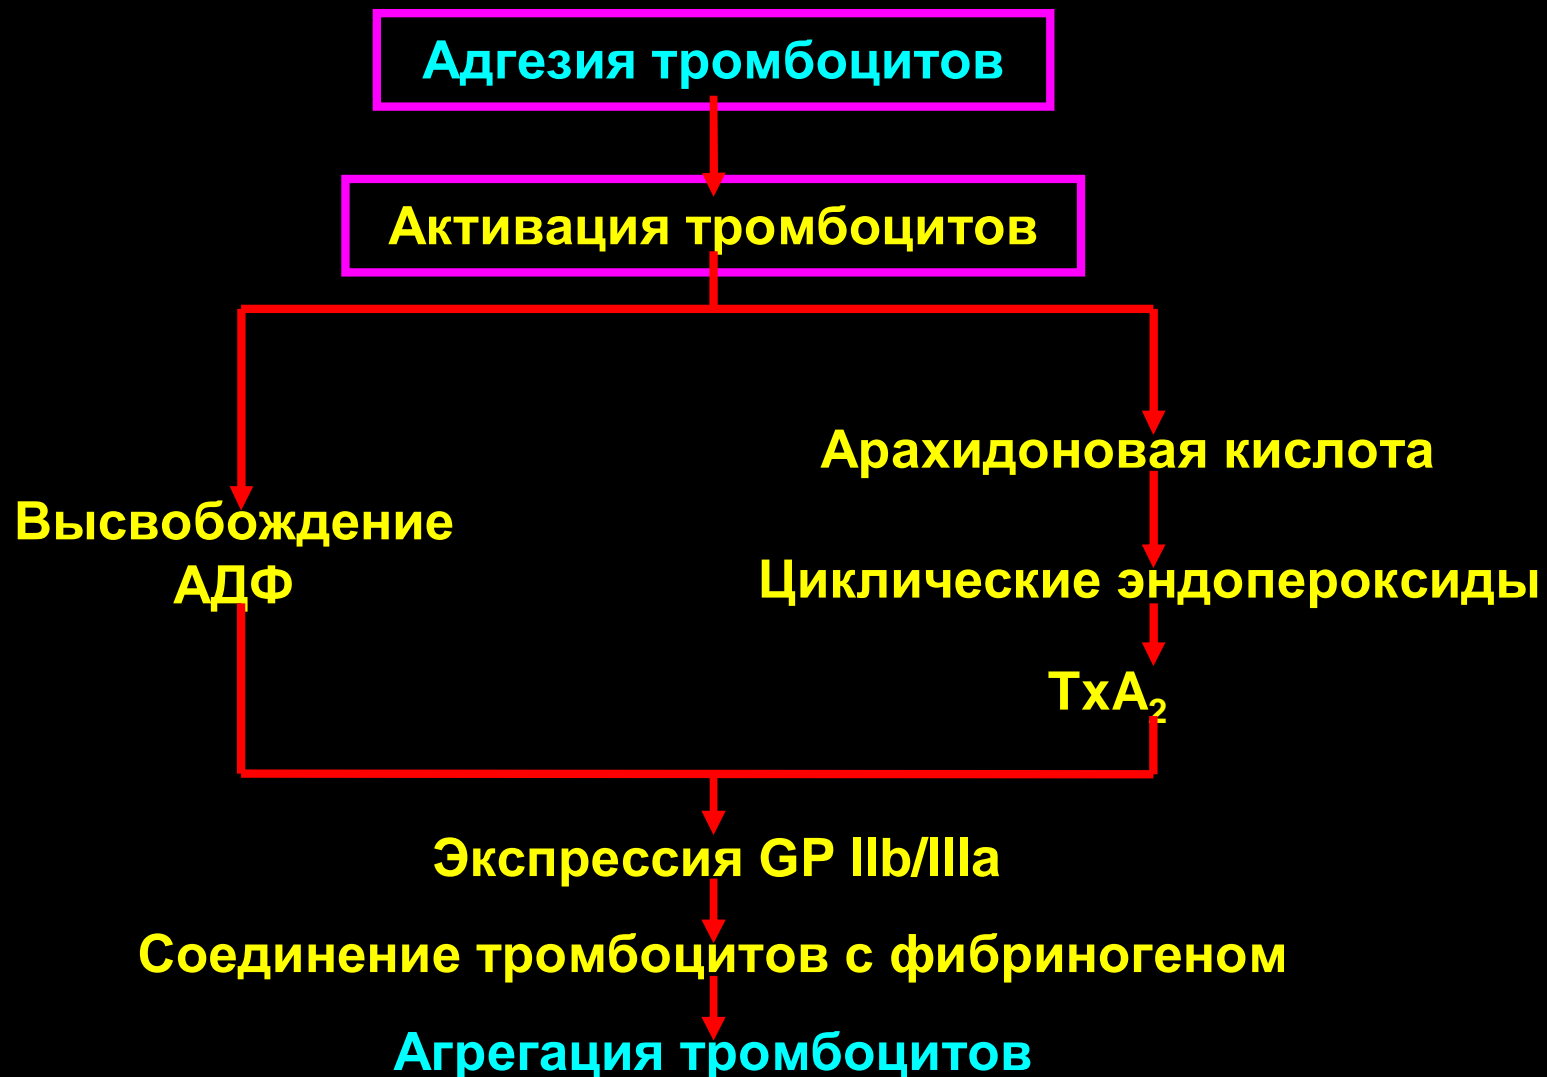 Адгезия тромбоцитов
Активация тромбоцитов
Арахидоновая кислота
Высвобождение
АДФ
Циклические эндопероксиды
TxA₂
Экспрессия GP IIb/IIIa
Соединение тромбоцитов с фибриногеном
Агрегация тромбоцитов